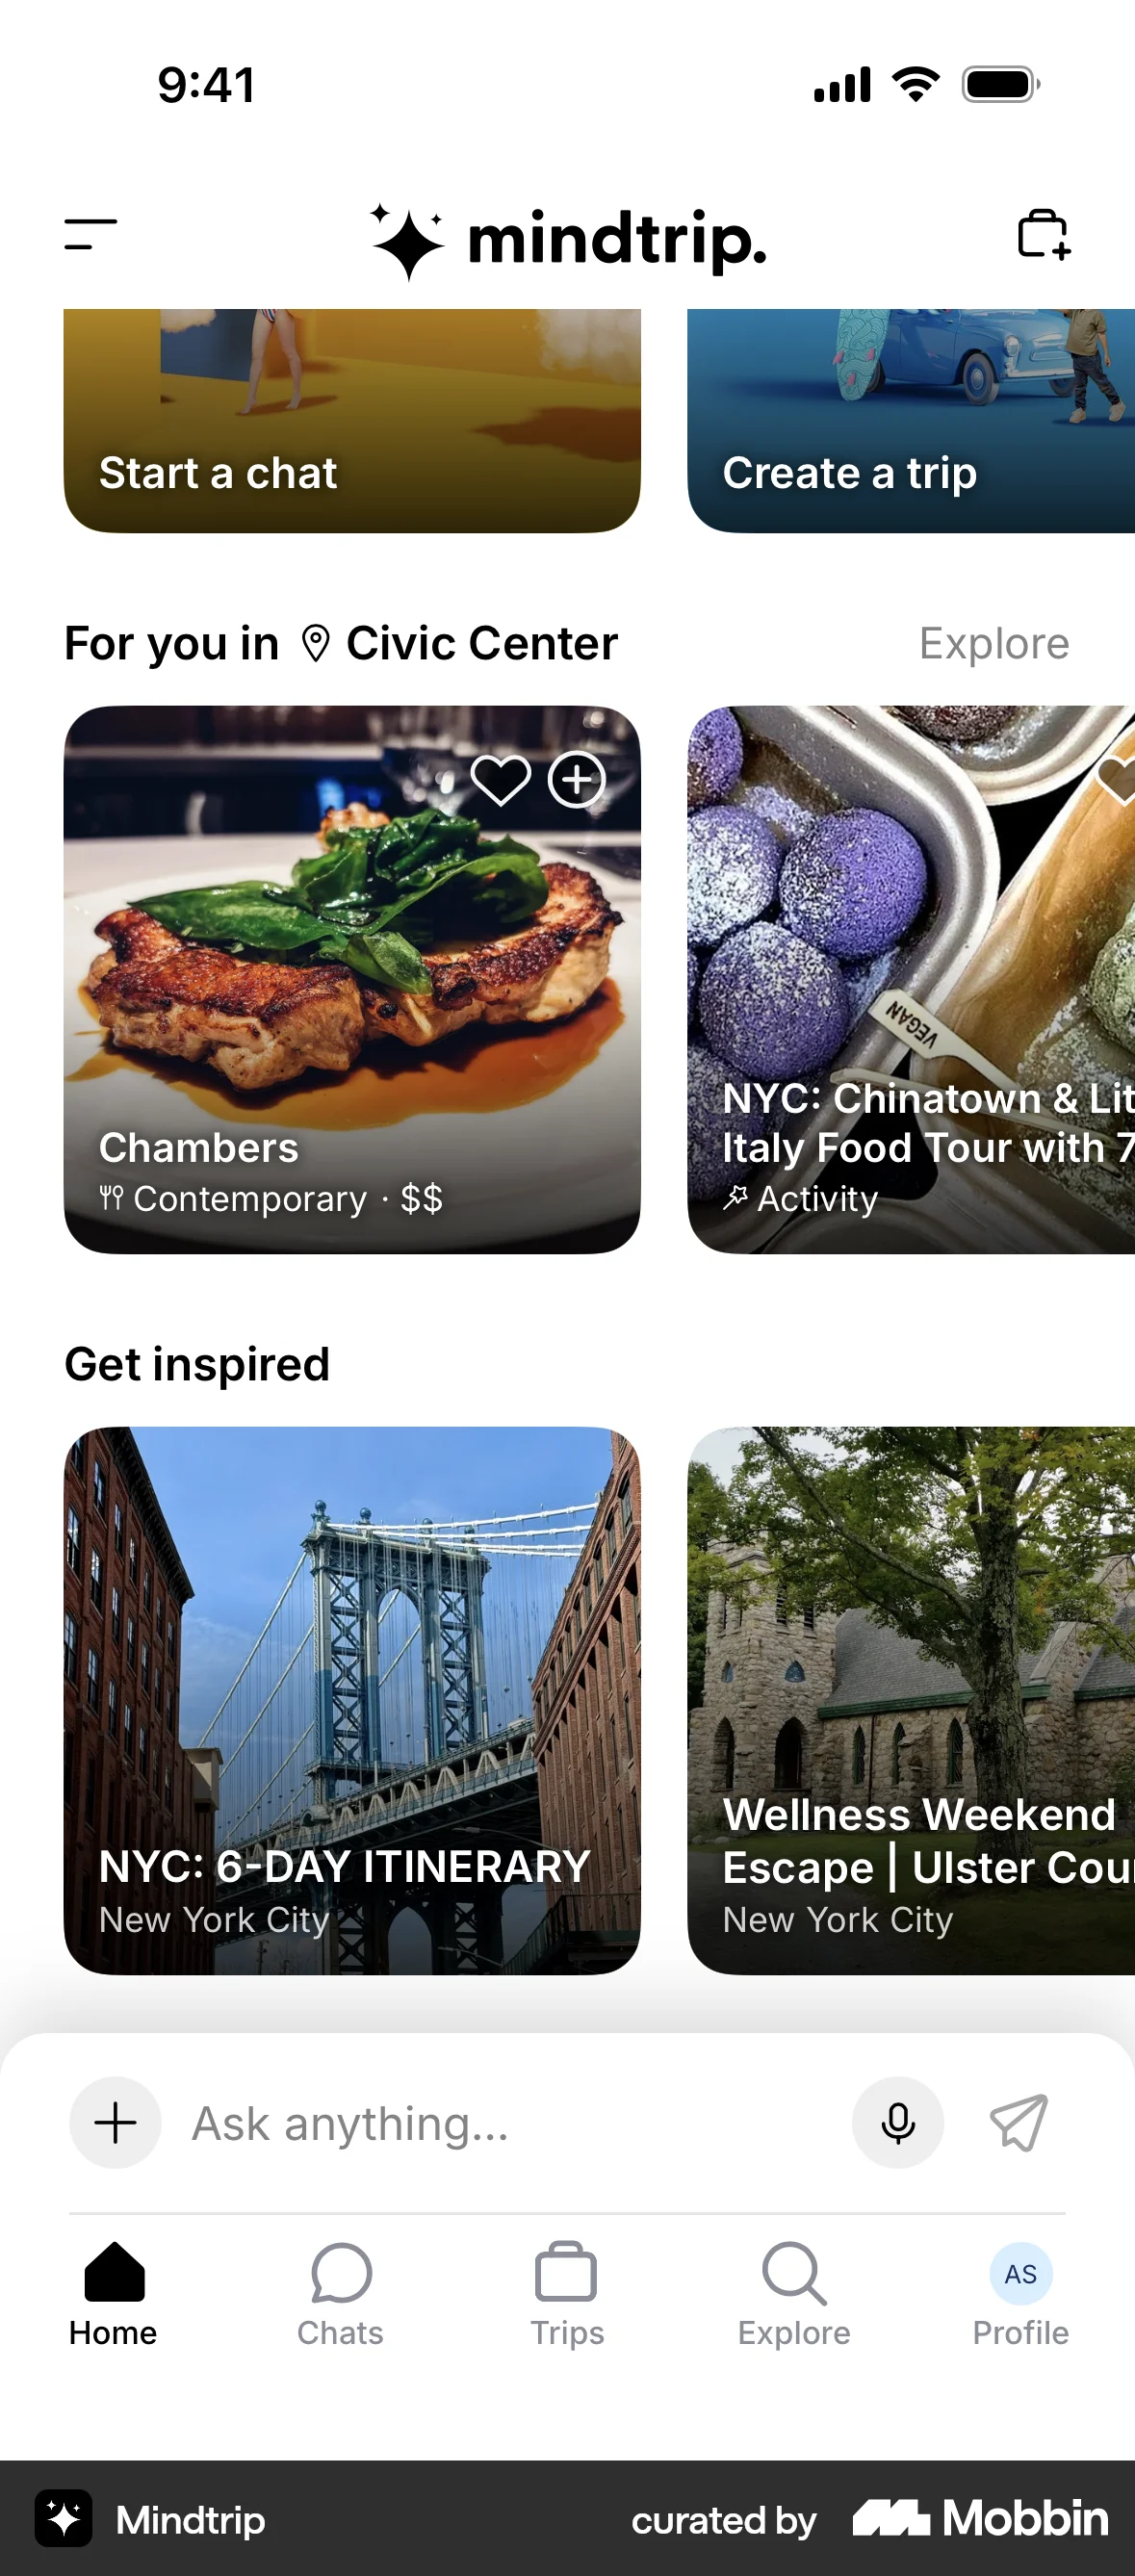 9:41
mindtrip.
Start a chat
Create a trip
For you in Civic Center
Explore
VEGAN
Chambers
Contemporary · $$
NYC: Chinatown & Lit
Italy Food Tour with 7
Activity
Get inspired
NYC: 6-DAY ITINERARY
New York City
Wellness Weekend
Escape | Ulster Cou
New York City
Ask anything...
Home
Chats
Trips
Explore
AS
Profile
Mindtrip
curated by Mobbin